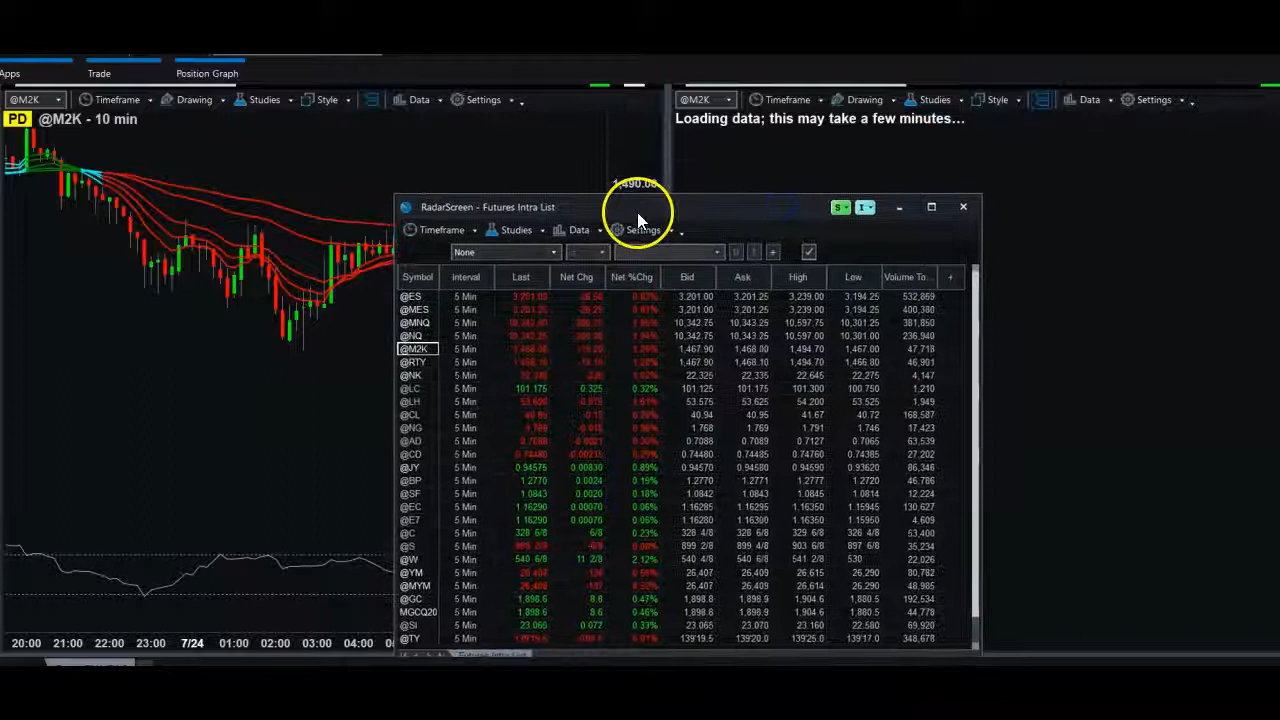 Apps Trade Position Graph
@M2K Timeframe Drawing Studies Style Data Settings
@M2K Timeframe Drawing Studies Style Data Settings
PD @M2K - 10 min
Loading data; this may take a few minutes...
1,490.00
RadarScreen - Futures Intra List S I
Timeframe Studies Data Settings
None
Symbol Interval Last Net Chg Net %Chg Bid Ask High Low Volume To...
@ES 5 Min 3,201.00 3,201.25 3,239.00 3,194.25 532,869
@MES 5 Min 3,201.00 3,201.25 3,239.00 3,194.25 400,380
@MNQ 5 Min 10,342.75 10,343.25 10,597.75 10,301.25 381,850
@NQ 5 Min 10,342.25 10,343.25 10,597.00 10,301.00 236,940
@M2K 5 Min 1,467.90 1,468.00 1,494.70 1,467.00 47,718
@RTY 5 Min 1,467.90 1,468.10 1,494.70 1,466.80 46,901
@NK 5 Min 22,325 22,335 22,645 22,275 4,147
@LC 5 Min 101.175 0.325 0.32% 101.125 101.175 101.300 100.750 1,210
@LH 5 Min 53.575 53.625 54.200 53.525 1,949
@CL 5 Min 40.94 40.95 41.67 40.72 168,587
@NG 5 Min 1.768 1.769 1.791 1.746 17,423
@AD 5 Min 0.7088 0.7089 0.7127 0.7065 63,539
@CD 5 Min 0.74480 0.74485 0.74760 0.74385 27,202
@JY 5 Min 0.94575 0.00830 0.89% 0.94570 0.94580 0.94590 0.93620 86,346
@BP 5 Min 1.2770 0.0024 0.19% 1.2770 1.2771 1.2777 1.2720 46,786
@SF 5 Min 1.0843 0.0020 0.18% 1.0842 1.0842 1.0845 1.0814 12,224
@EC 5 Min 1.16290 0.00070 0.06% 1.16285 1.16295 1.16350 1.15945 130,627
@E7 5 Min 1.16290 0.00070 0.06% 1.16280 1.16300 1.16350 1.15950 4,609
@C 5 Min 328 6/8 6/8 0.23% 328 4/8 328 6/8 329 6/8 328 53,400
@S 5 Min 899 2/8 899 4/8 903 6/8 897 6/8 35,234
@W 5 Min 540 6/8 11 2/8 2.12% 540 4/8 540 6/8 541 2/8 530 22,026
@YM 5 Min 26,407 26,409 26,615 26,290 80,782
@MYM 5 Min 26,407 26,409 26,615 26,290 48,985
@GC 5 Min 1,898.6 8.8 0.47% 1,898.8 1,898.9 1,904.6 1,880.5 192,534
MGCQ20 5 Min 1,898.6 8.6 0.46% 1,898.8 1,898.9 1,904.6 1,880.5 44,778
@SI 5 Min 23.065 0.077 0.33% 23.065 23.070 23.160 22.580 69,920
@TY 5 Min 139'19.5 139'20.0 139'25.0 139'17.0 348,678
20:00 21:00 22:00 23:00 7/24 01:00 02:00 03:00 04:00
Futures Intra List